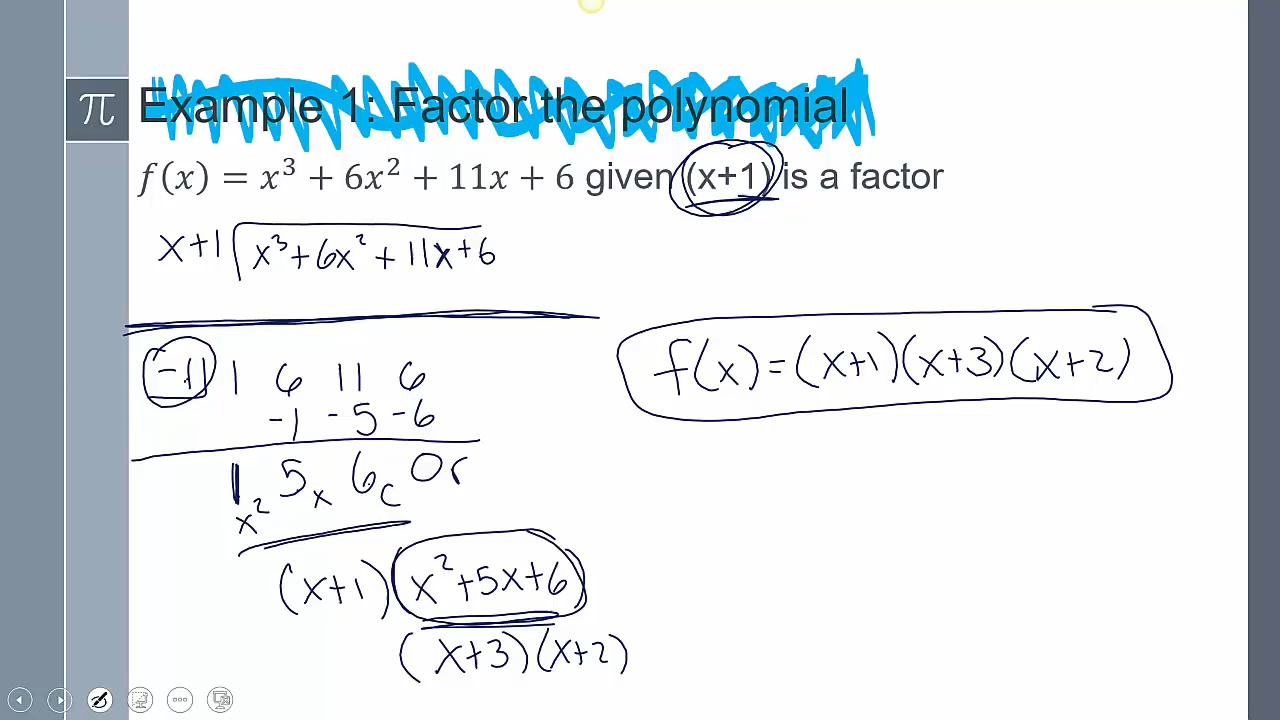 π
Example 1: Factor the polynomial
f(x) = x³ + 6x² + 11x + 6 given (x+1) is a factor
x+1 x³+6x²+11x+6
f(x)=(x+1)(x+3)(x+2)
-1| 1 6 11 6
-1 -5 -6
1 5 6 0r
x² x c
(x+1)(x²+5x+6)
(x+3)(x+2)